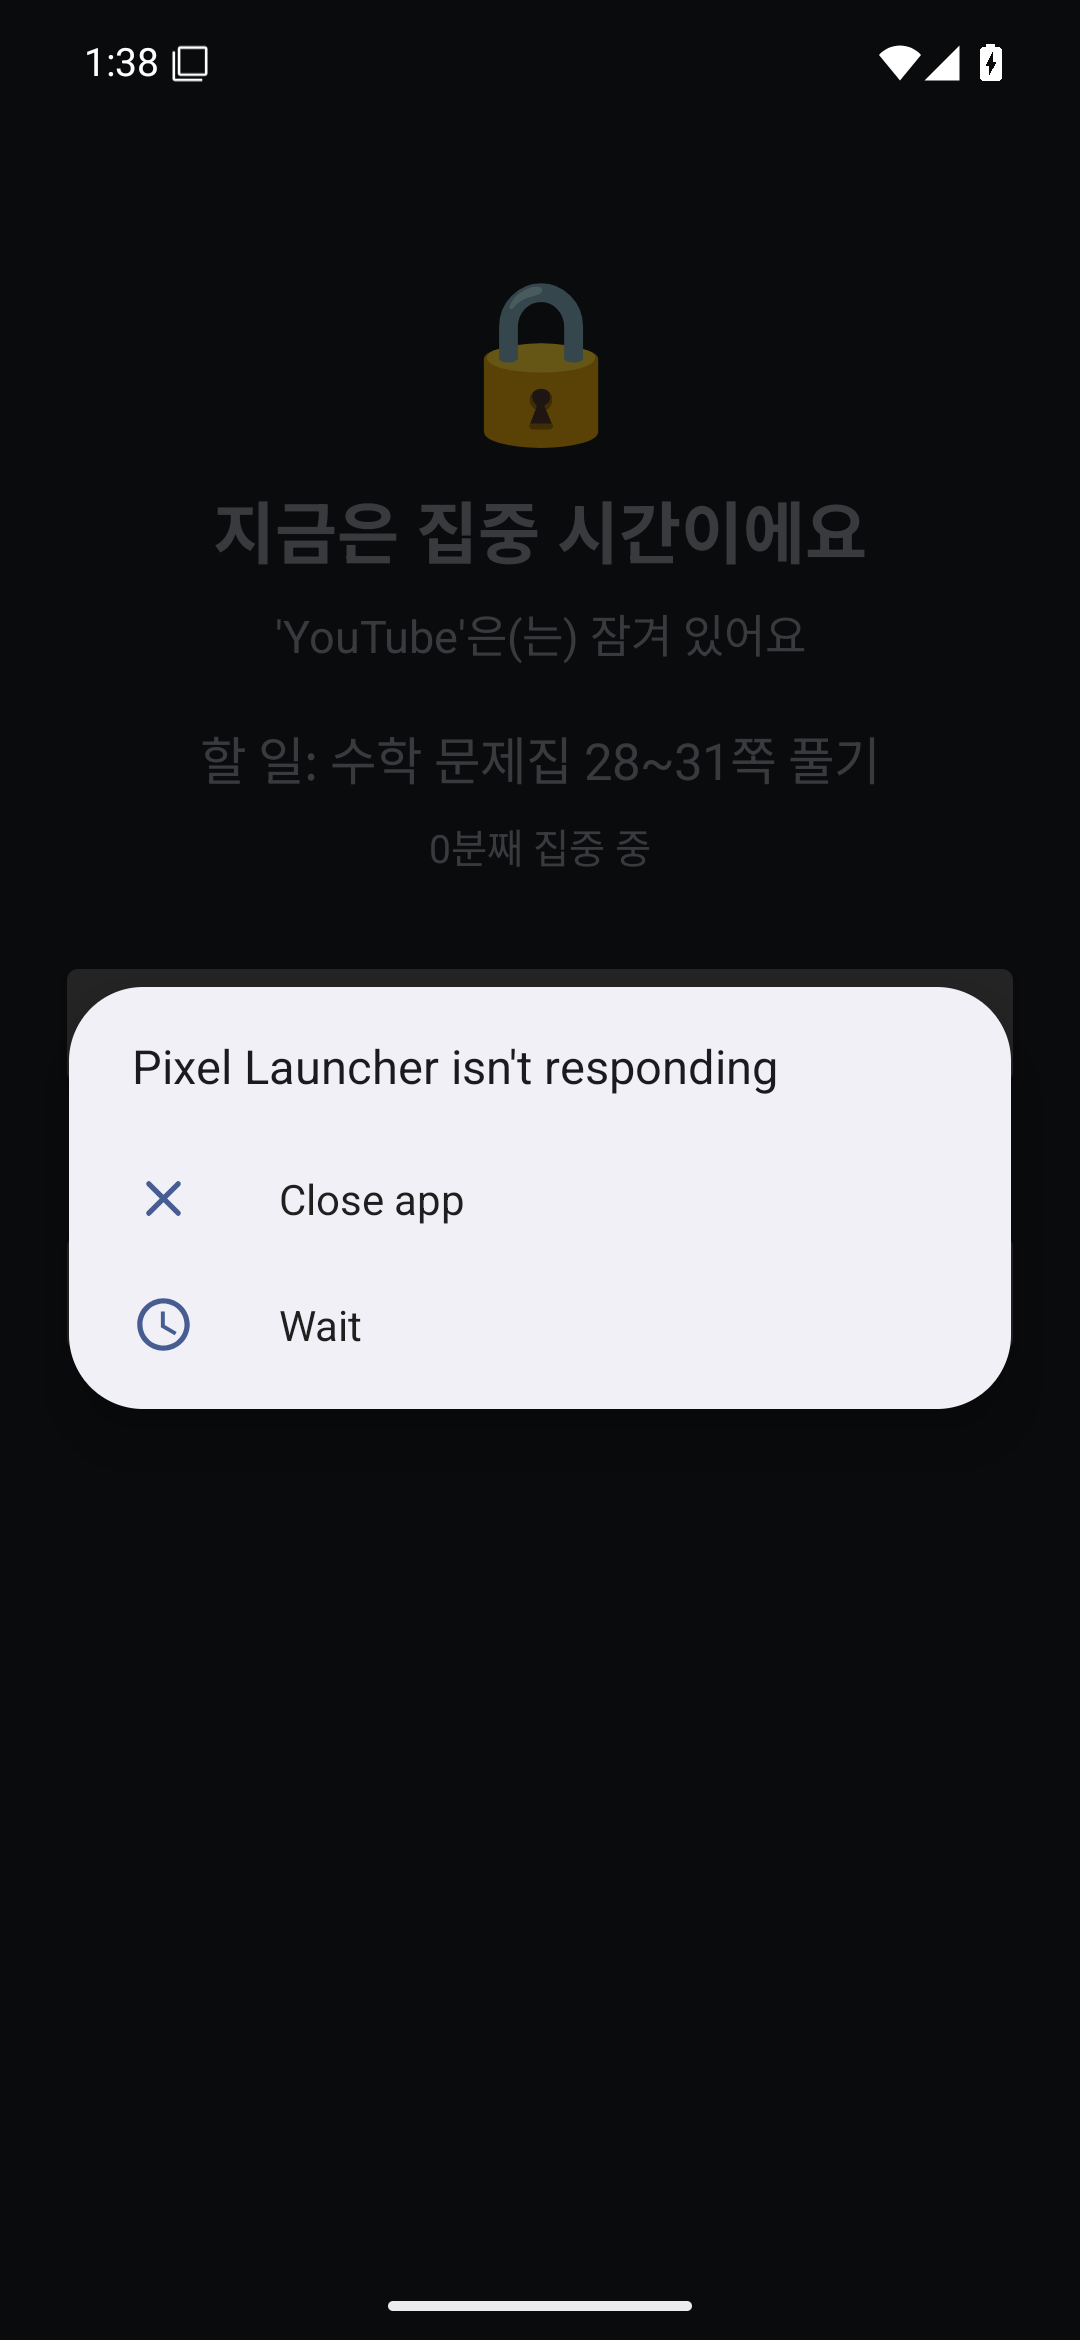 1:38
지금은 집중 시간이에요
'YouTube'은(는) 잠겨 있어요
할 일: 수학 문제집 28~31쪽 풀기
0분째 집중 중
Pixel Launcher isn't responding
Close app
Wait